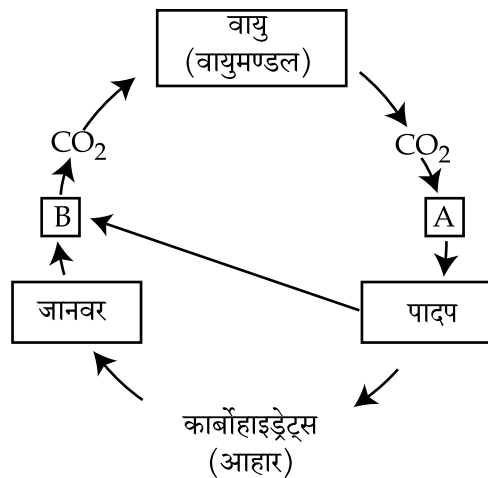 वायु
(वायुमण्डल)
CO₂
CO₂
B
A
जानवर
पादप
कार्बोहाइड्रेट्स
(आहार)